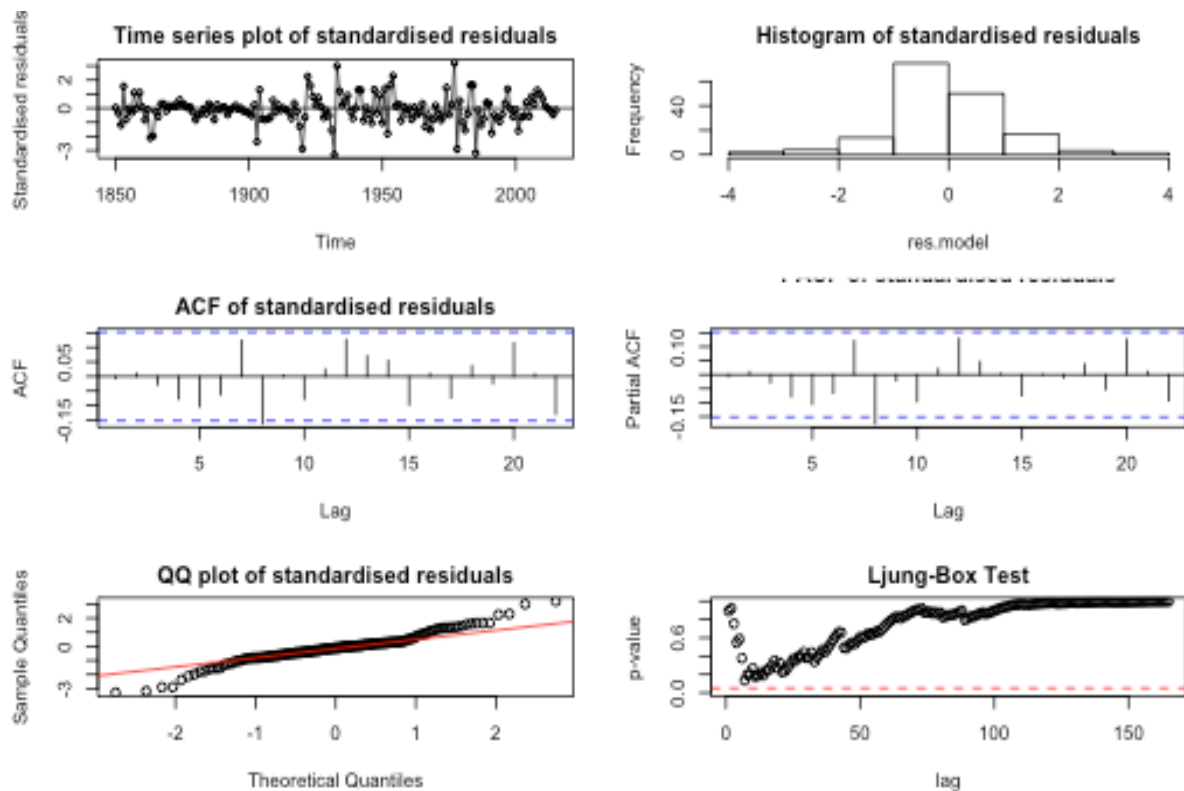 Time series plot of standardised residuals
Standardised residuals
2
0
-3
1850
1900
1950
2000
Time
Histogram of standardised residuals
Frequency
40
0
-4
-2
0
2
4
res.model
ACF of standardised residuals
ACF
0.05
-0.15
5
10
15
20
Lag
Partial ACF
0.10
-0.15
5
10
15
20
Lag
QQ plot of standardised residuals
Sample Quantiles
2
0
-3
-2
-1
0
1
2
Theoretical Quantiles
Ljung-Box Test
p-value
0.6
0.0
0
50
100
150
lag